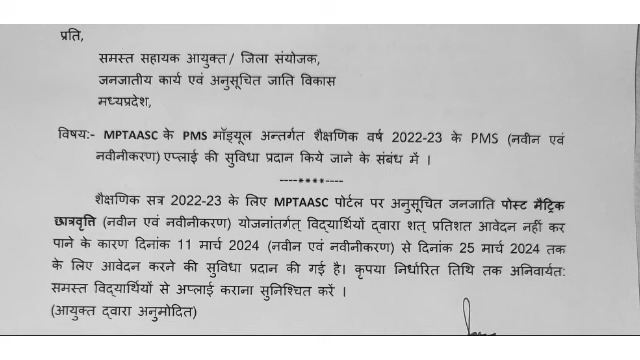 प्रति,
समस्त सहायक आयुक्त/ जिला संयोजक,
जनजातीय कार्य एवं अनुसूचित जाति विकास
मध्यप्रदेश,
विषय:- MPTAASC के PMS मॉड्यूल अन्तर्गत शैक्षणिक वर्ष 2022-23 के PMS (नवीन एवं
नवीनीकरण) एप्लाई की सुविधा प्रदान किये जाने के संबंध में ।
----****----
शैक्षणिक सत्र 2022-23 के लिए MPTAASC पोर्टल पर अनुसूचित जनजाति पोस्ट मैट्रिक
छात्रवृत्ति (नवीन एवं नवीनीकरण) योजनांतर्गत् विद्यार्थियों द्वारा शत् प्रतिशत आवेदन नहीं कर
पाने के कारण दिनांक 11 मार्च 2024 (नवीन एवं नवीनीकरण) से दिनांक 25 मार्च 2024 तक
के लिए आवेदन करने की सुविधा प्रदान की गई है। कृपया निर्धारित तिथि तक अनिवार्यत:
समस्त विद्यार्थियों से अप्लाई कराना सुनिश्चित करें ।
(आयुक्त द्वारा अनुमोदित)